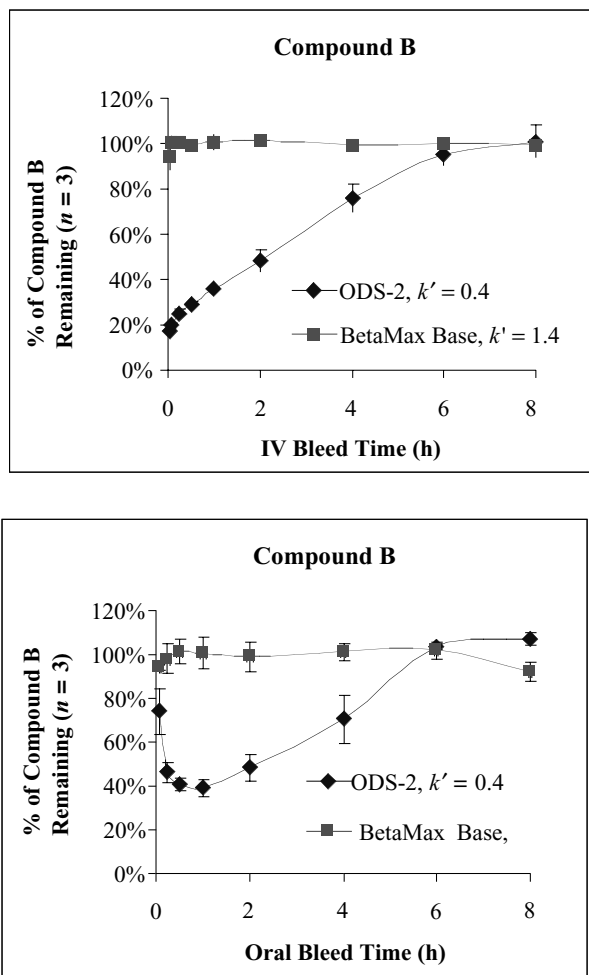 Compound B
% of Compound B
Remaining (n = 3)
120%
100%
80%
60%
40%
20%
0%
ODS-2, k′ = 0.4
BetaMax Base, k' = 1.4
0
2
4
6
8
IV Bleed Time (h)
Compound B
% of Compound B
Remaining (n = 3)
120%
100%
80%
60%
40%
20%
0%
ODS-2, k′ = 0.4
BetaMax Base,
0
2
4
6
8
Oral Bleed Time (h)